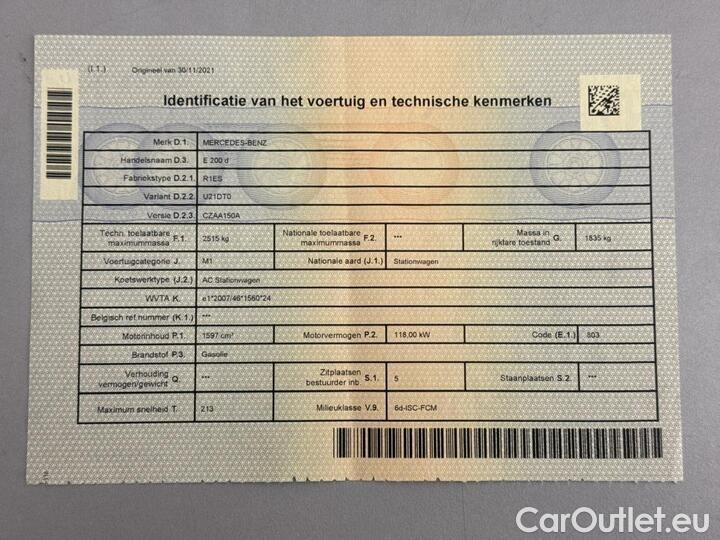 (I.1.) Origineel van 30/11/2021
Identificatie van het voertuig en technische kenmerken
Merk D.1: MERCEDES-BENZ
Handelsnaam D.3. E 200 d
Fabriekstype D.2.1. R1ES
Variant D.2.2. U21DT0
Versie D.2.3. CZAA150A
Techn. toelaatbare maximummassa F.1. 2515 kg Nationale toelaatbare maximummassa F.2. *** Massa in rijklare toestand G. 1835 kg
Voertuigcategorie J. M1 Nationale aard (J.1.) Stationwagen
Koetswerktype (J.2.) AC Stationwagen
WVTA K. e1*2007/46*1560*24
Belgisch ref.nummer (K.1.) ***
Motorinhoud P.1. 1597 cm³ Motorvermogen P.2. 118,00 kW Code (E.1.) 803
Brandstof P.3. Gasolie
Verhouding vermogen/gewicht Q. *** Zitplaatsen bestuurder inb. S.1. 5 Staanplaatsen S.2. ***
Maximum snelheid T. 213 Milieuklasse V.9. 6d-ISC-FCM
CarOutlet.eu